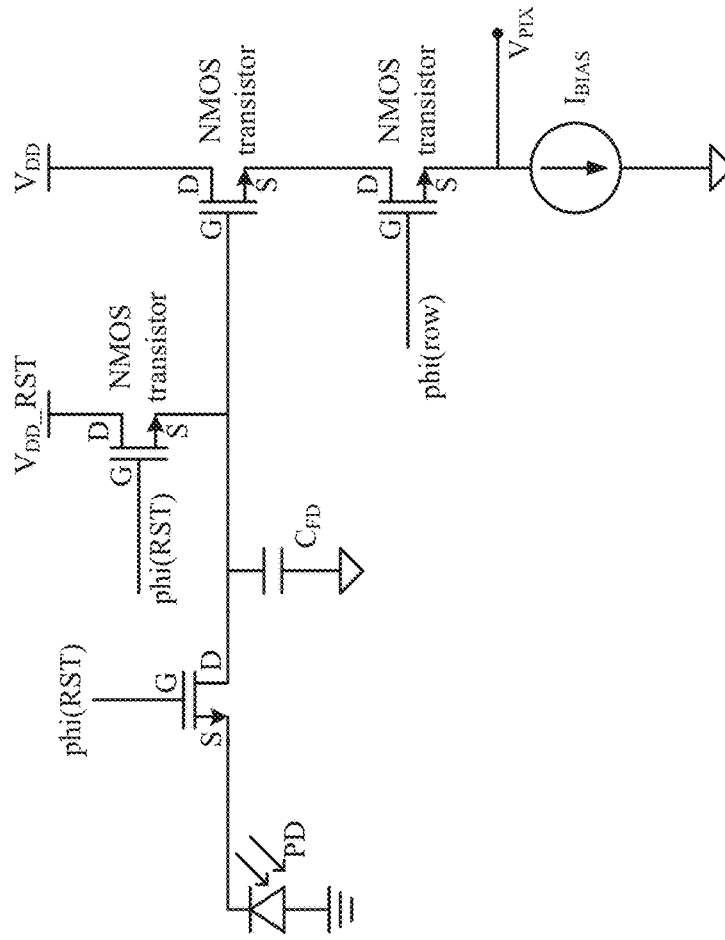 V_DD
V_DD_RST
D
NMOS
transistor
G
S
D
NMOS
transistor
G
S
phi(RST)
phi(RST)
G
S
D
D
NMOS
transistor
G
S
phi(row)
PD
C_FD
V_PIX
I_BIAS